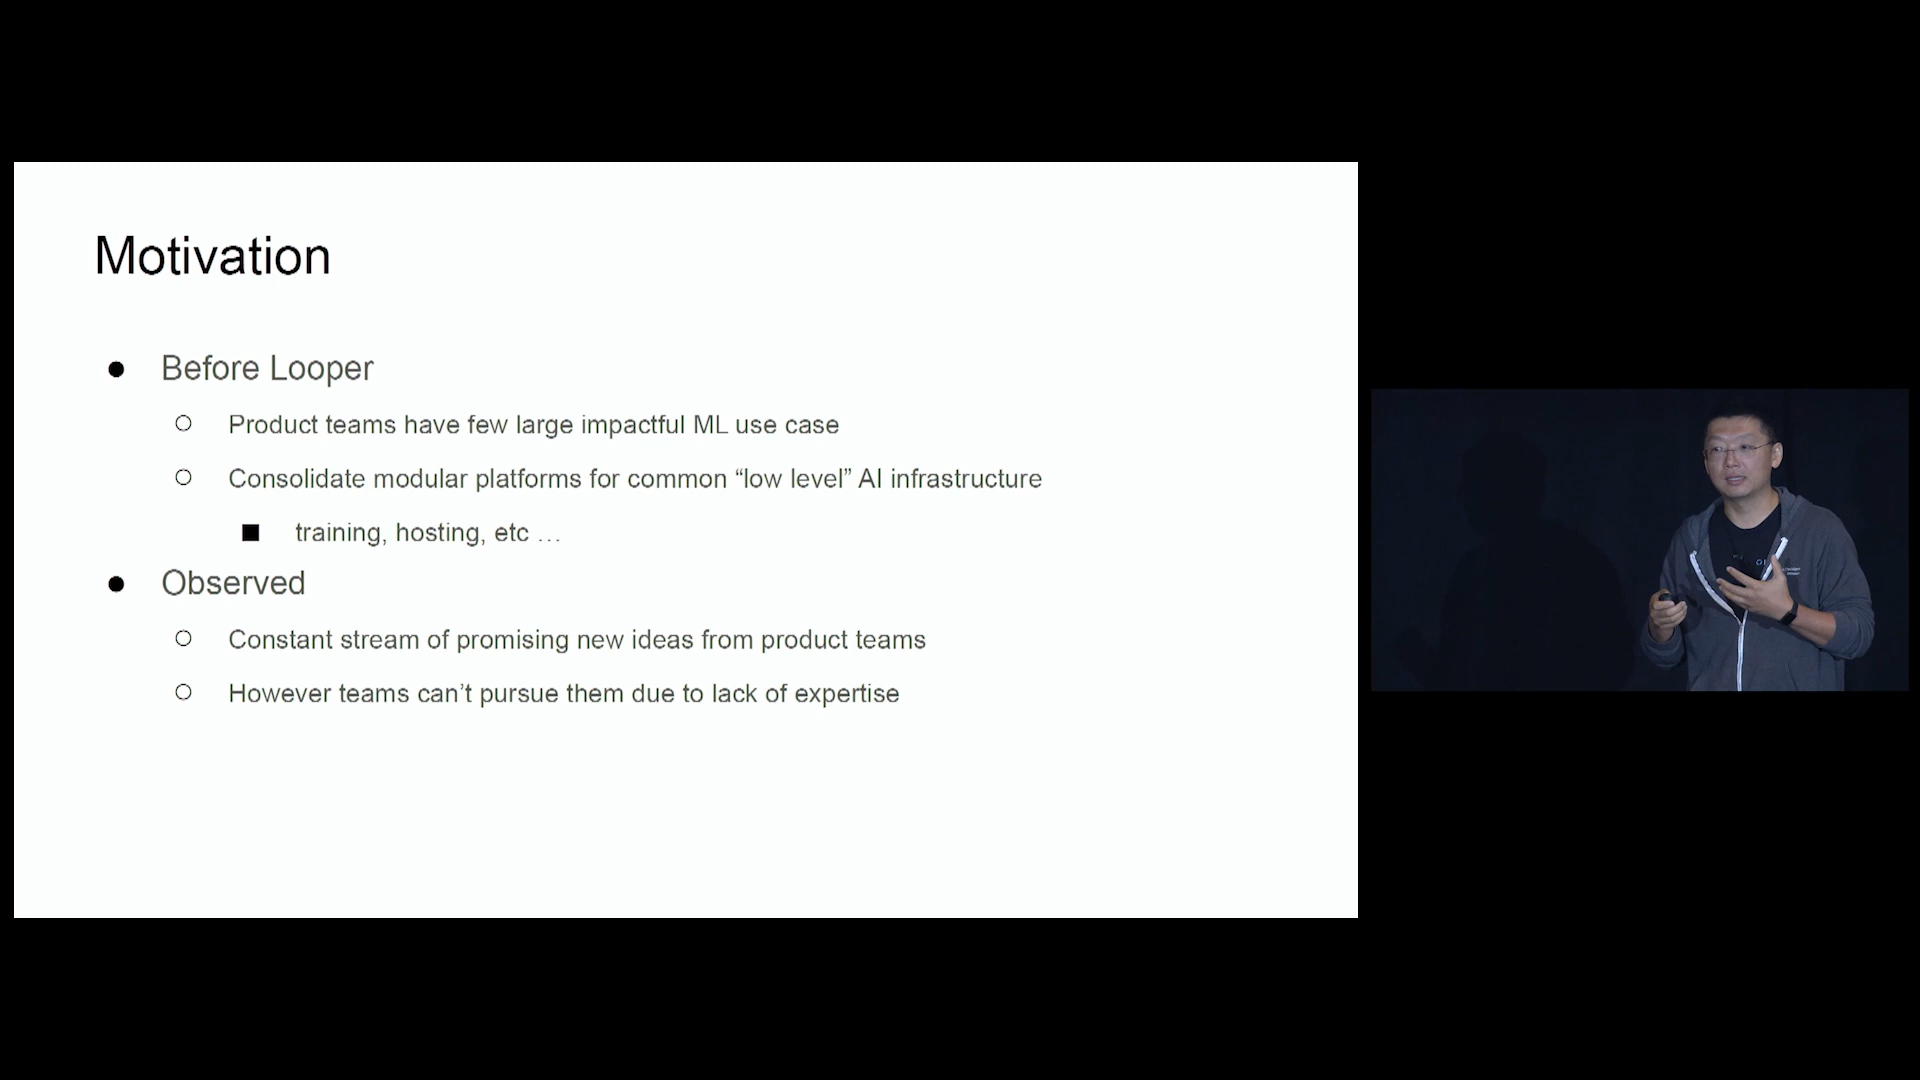 Motivation
● Before Looper
○ Product teams have few large impactful ML use case
○ Consolidate modular platforms for common “low level” AI infrastructure
■ training, hosting, etc …
● Observed
○ Constant stream of promising new ideas from product teams
○ However teams can’t pursue them due to lack of expertise